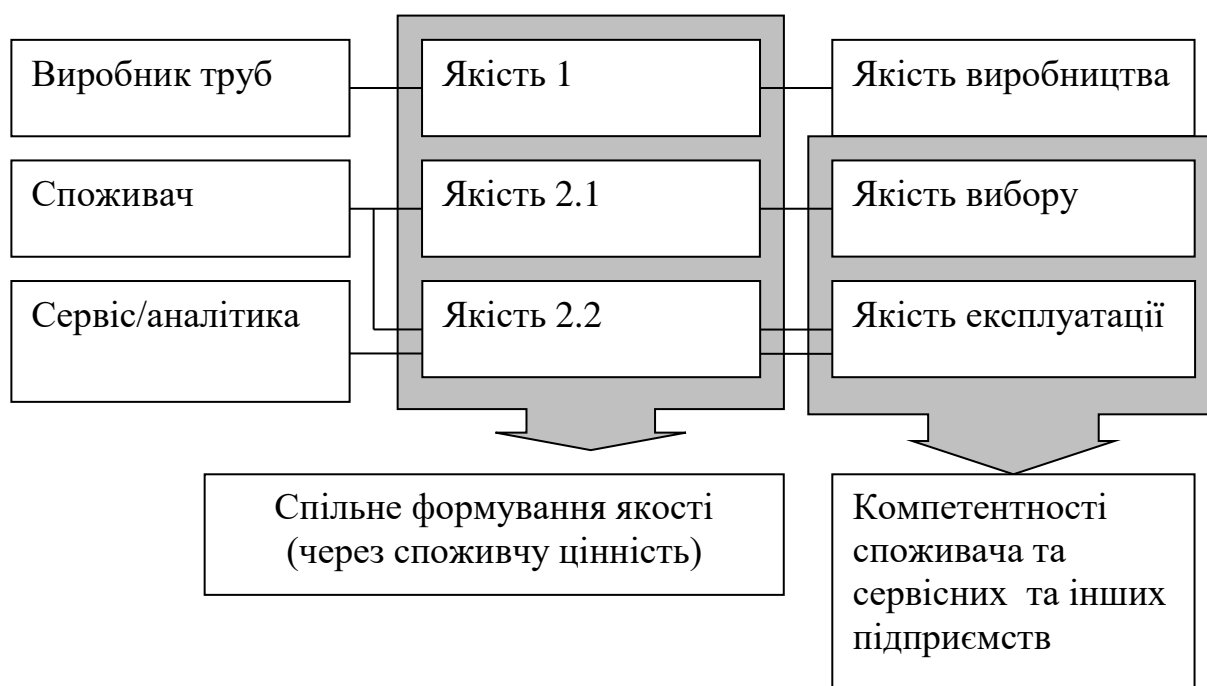 Виробник труб
Якість 1
Якість виробництва
Споживач
Якість 2.1
Якість вибору
Сервіс/аналітика
Якість 2.2
Якість експлуатації
Спільне формування якості
(через споживчу цінність)
Компетентності
споживача та
сервісних та інших
підприємств